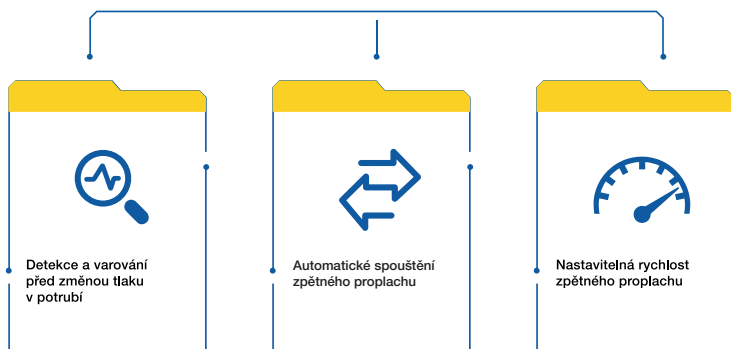 Detekce a varování
před změnou tlaku
v potrubí
Automatické spouštění
zpětného proplachu
Nastavitelná rychlost
zpětného proplachu